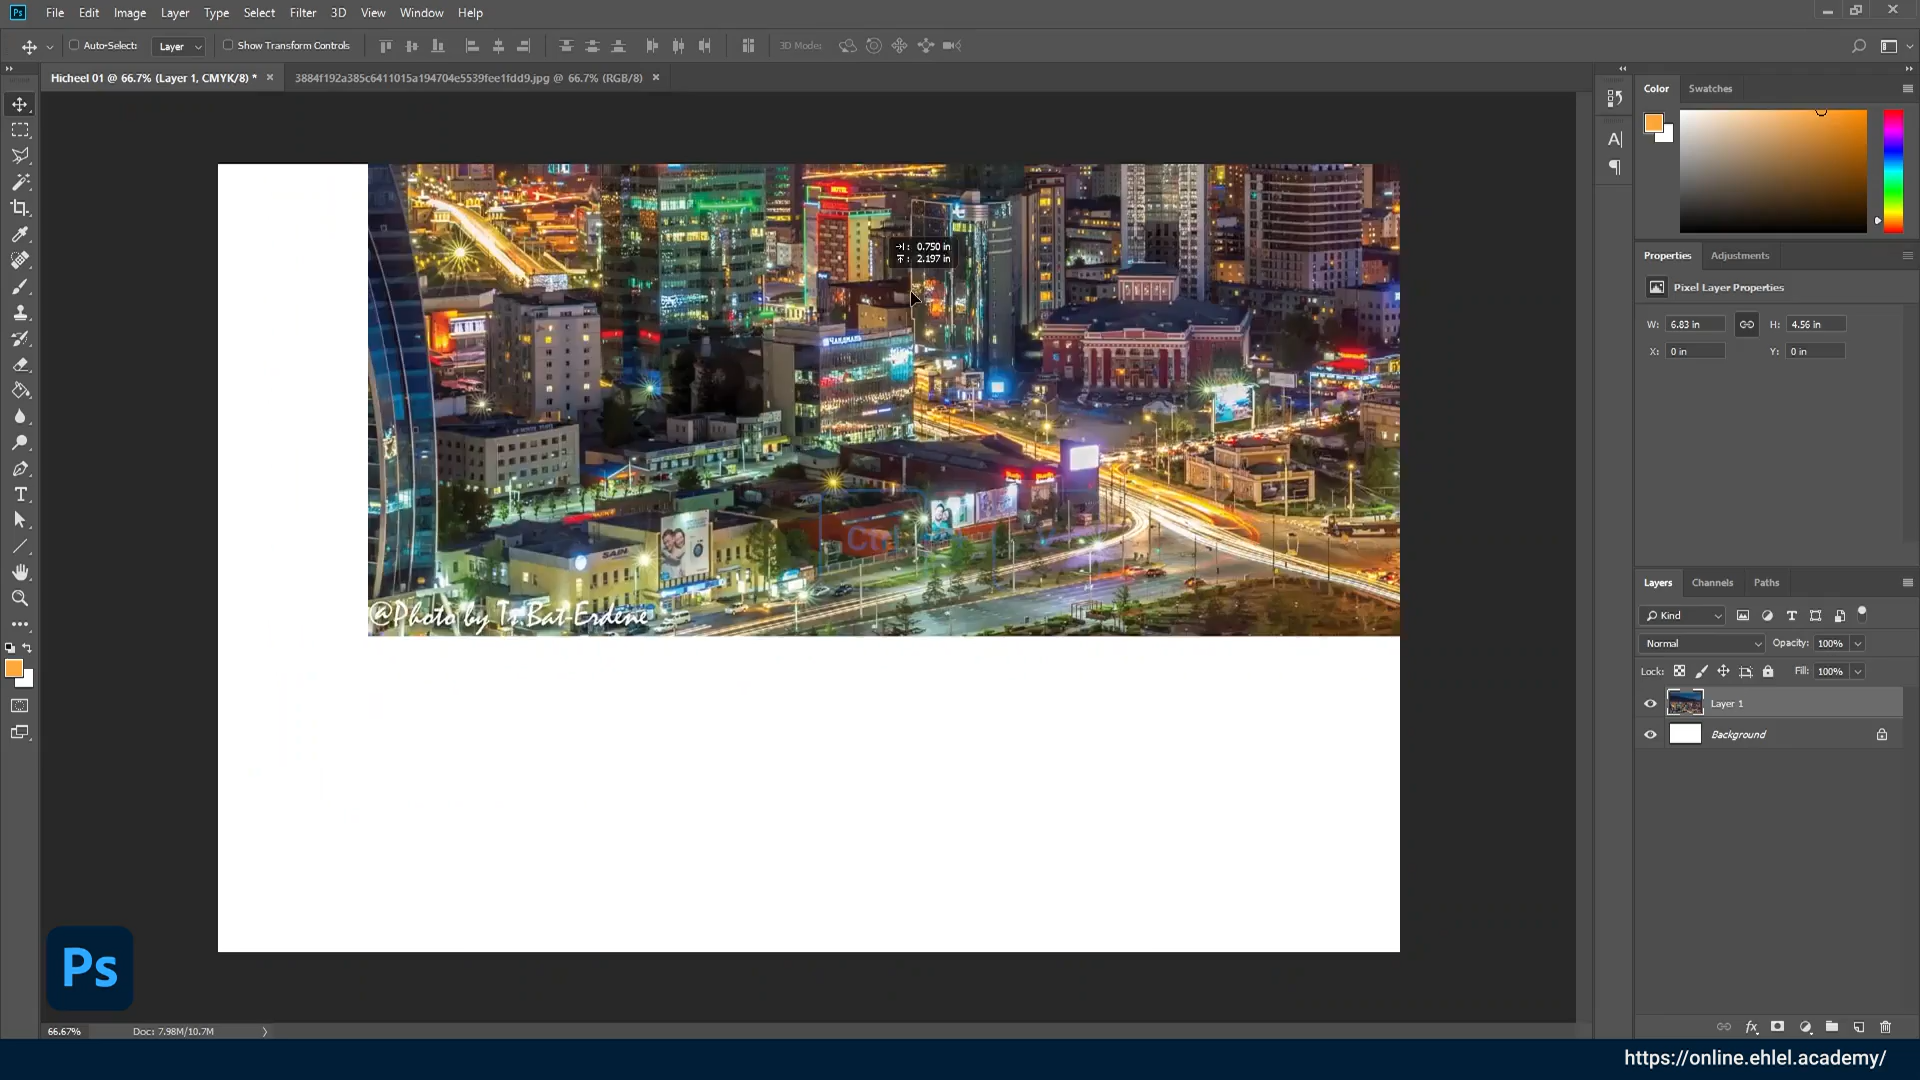 Ps File Edit Image Layer Type Select Filter 3D View Window Help
Auto-Select: Layer Show Transform Controls 3D Mode:
Hicheel 01 @ 66.7% (Layer 1, CMYK/8) * × 3884f192a385c6411015a194704e5539fee1fdd9.jpg @ 66.7% (RGB/8) ×
Color Swatches
HOTEL
0.750 in
2.197 in
Properties Adjustments
Pixel Layer Properties
W: 6.83 in H: 4.56 in
X: 0 in Y: 0 in
ЧАНДМАНЬ
SAIN
@Photo by Ts.Bat-Erdene
Layers Channels Paths
Kind
Normal Opacity: 100%
Lock: Fill: 100%
Layer 1
Background
Ps
66.67% Doc: 7.98M/10.7M
https://online.ehlel.academy/